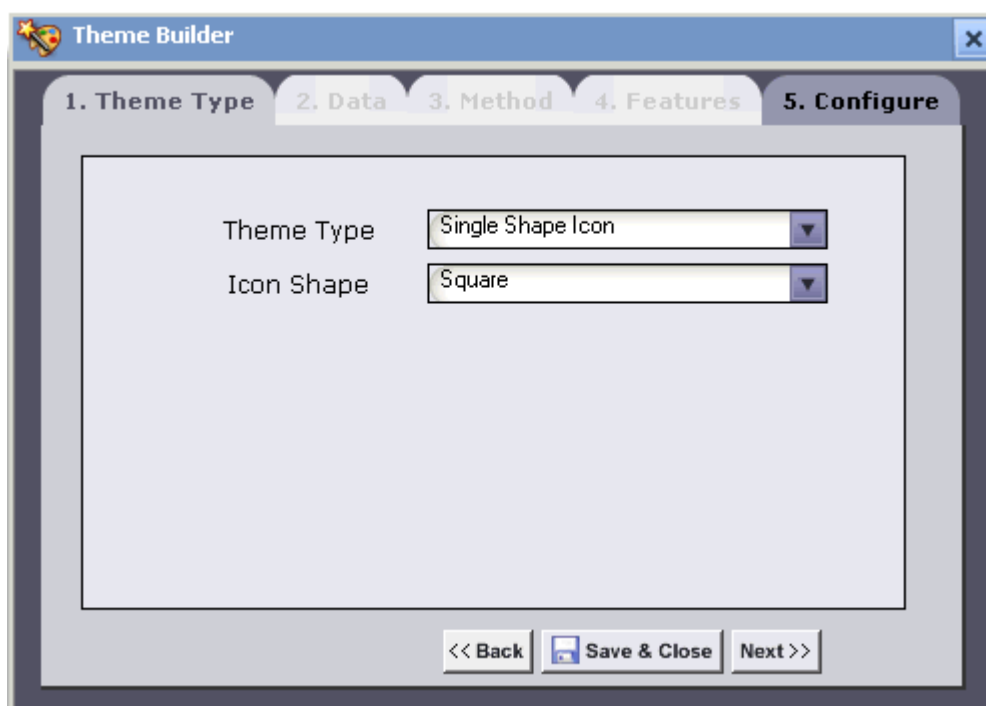 Theme Builder
1. Theme Type 2. Data 3. Method 4. Features 5. Configure
Theme Type Single Shape Icon
Icon Shape Square
<< Back Save & Close Next >>